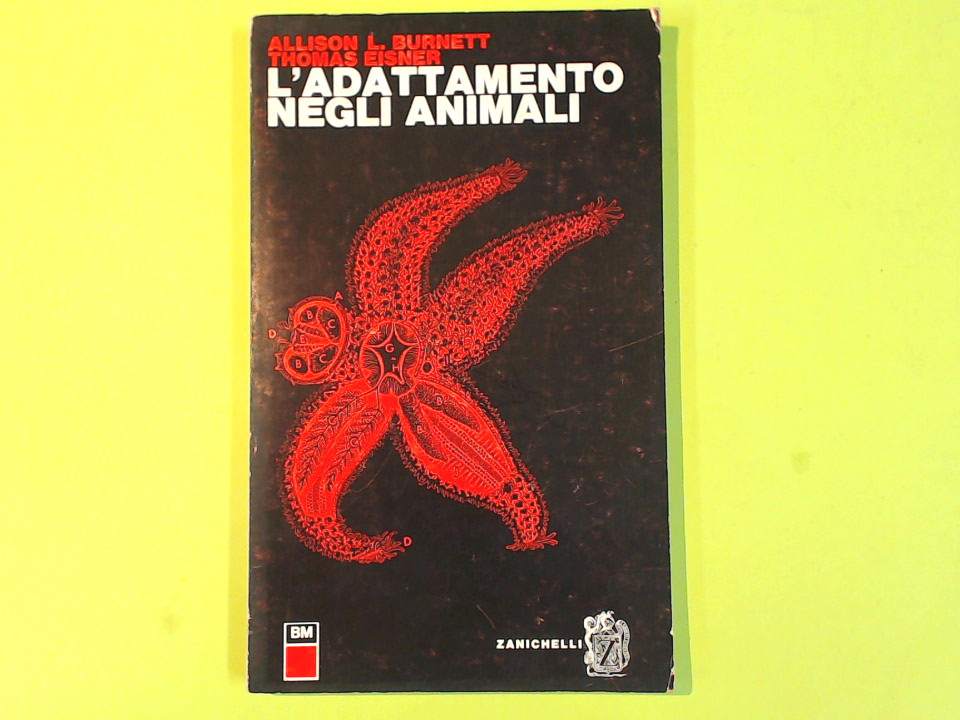 ALLISON L. BURNETT
THOMAS EISNER
L'ADATTAMENTO
NEGLI ANIMALI
A
B
C
D
E
B
C
G
H
B
D
BM
ZANICHELLI
Z